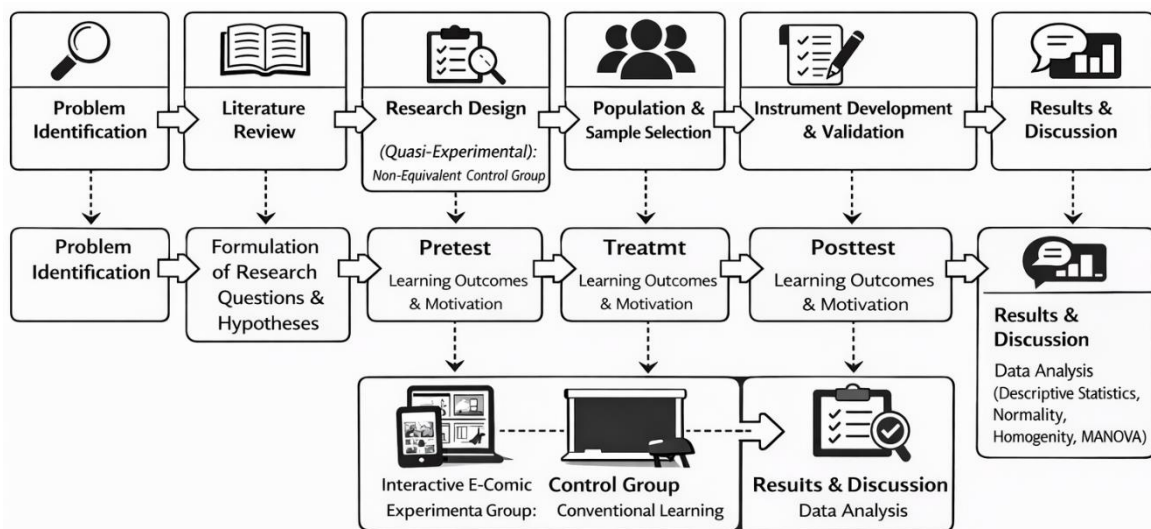 Problem
Identification
Literature
Review
Research Design
(Quasi-Experimental):
Non-Equivalent Control Group
Population &
Sample Selection
Instrument Development
& Validation
Results &
Discussion
Problem
Identification
Formulation
of Research
Questions &
Hypotheses
Pretest
Learning Outcomes
& Motivation
Treatmt
Learning Outcomes
& Motivation
Posttest
Learning Outcomes
& Motivation
Results &
Discussion
Data Analysis
(Descriptive Statistics,
Normality,
Homogenity, MANOVA)
Interactive E-Comic
Experimenta Group:
Control Group
Conventional Learning
Resuits & Discussion
Data Analysis